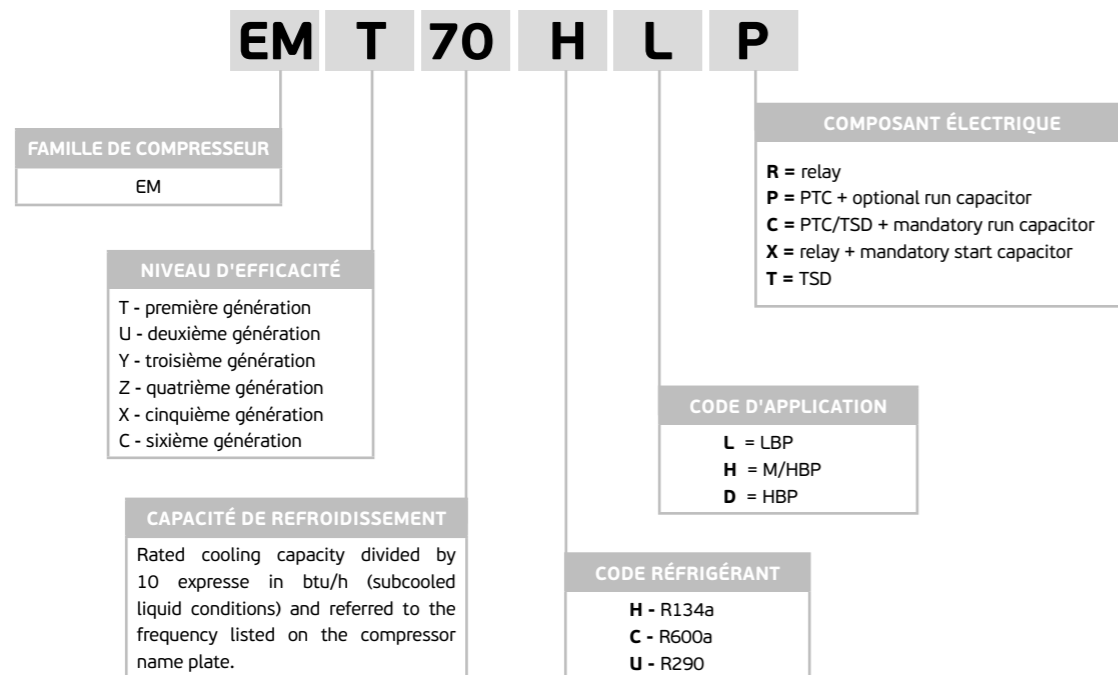 EM T 70 H L P
COMPOSANT ÉLECTRIQUE
R = relay
P = PTC + optional run capacitor
C = PTC/TSD + mandatory run capacitor
X = relay + mandatory start capacitor
T = TSD
FAMILLE DE COMPRESSEUR
EM
NIVEAU D'EFFICACITÉ
T - première génération
U - deuxième génération
Y - troisième génération
Z - quatrième génération
X - cinquième génération
C - sixième génération
CODE D'APPLICATION
L = LBP
H = M/HBP
D = HBP
CAPACITÉ DE REFROIDISSEMENT
Rated cooling capacity divided by
10 expresse in btu/h (subcooled
liquid conditions) and referred to the
frequency listed on the compressor
name plate.
CODE RÉFRIGÉRANT
H - R134a
C - R600a
U - R290